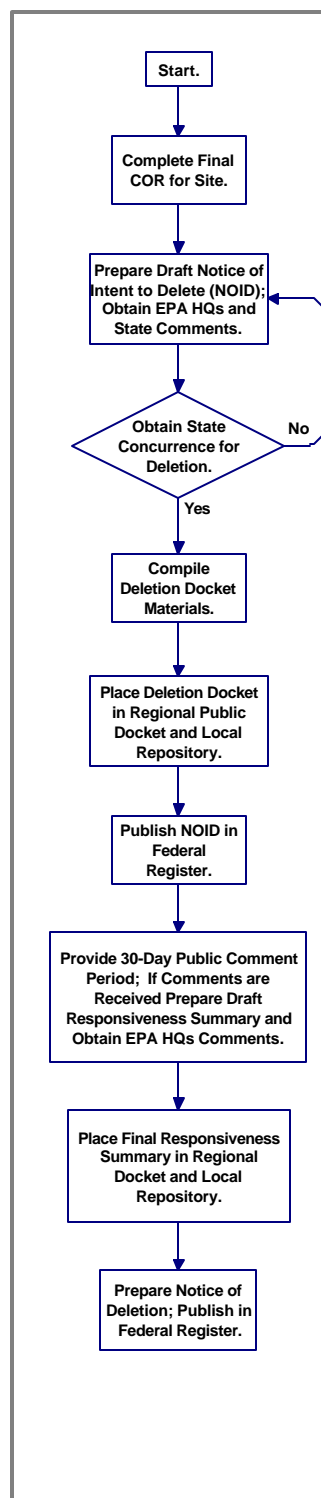 Start.
Complete Final
COR for Site.
Prepare Draft Notice of
Intent to Delete (NOID);
Obtain EPA HQs and
State Comments.
Obtain State
Concurrence for
Deletion.
No
Yes
Compile
Deletion Docket
Materials.
Place Deletion Docket
in Regional Public
Docket and Local
Repository.
Publish NOID in
Federal
Register.
Provide 30-Day Public Comment
Period; If Comments are
Received Prepare Draft
Responsiveness Summary and
Obtain EPA HQs Comments.
Place Final Responsiveness
Summary in Regional
Docket and Local
Repository.
Prepare Notice of
Deletion; Publish in
Federal Register.